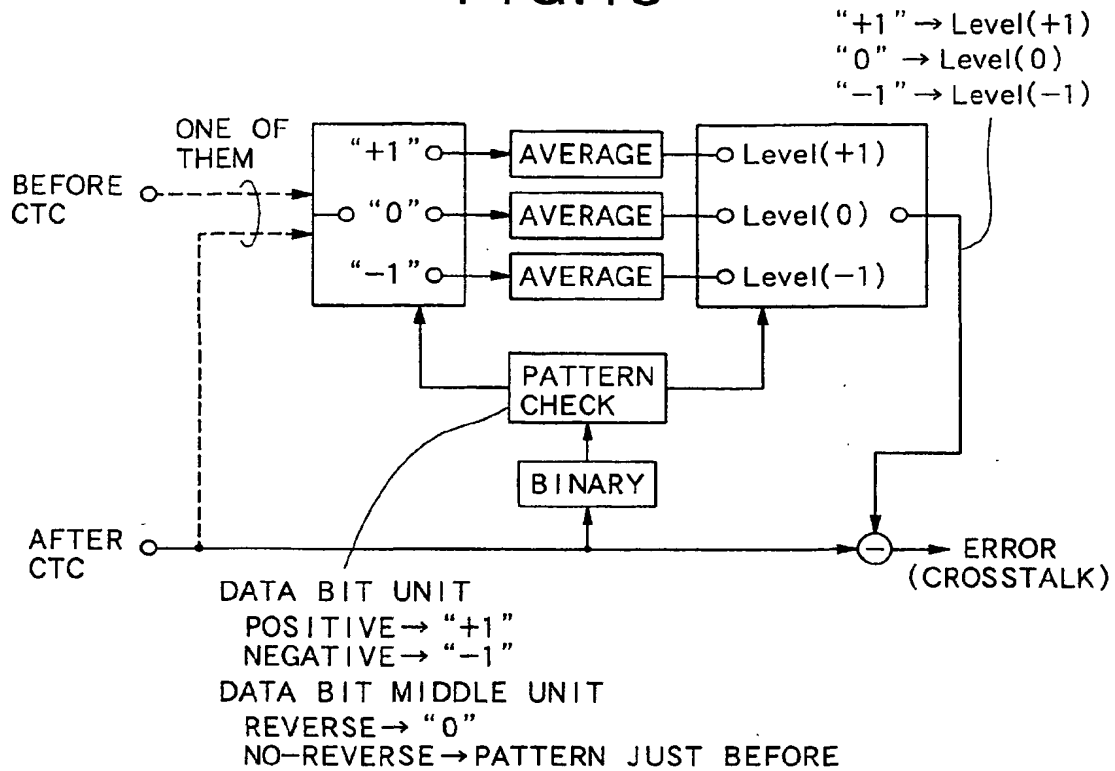 "+1" → Level(+1)
"0" → Level(0)
"-1" → Level(-1)
ONE OF
THEM
BEFORE
CTC
"+1"
"0"
"-1"
AVERAGE
AVERAGE
AVERAGE
Level(+1)
Level(0)
Level(-1)
PATTERN
CHECK
BINARY
AFTER
CTC
−
ERROR
(CROSSTALK)
DATA BIT UNIT
POSITIVE → "+1"
NEGATIVE → "-1"
DATA BIT MIDDLE UNIT
REVERSE → "0"
NO-REVERSE → PATTERN JUST BEFORE